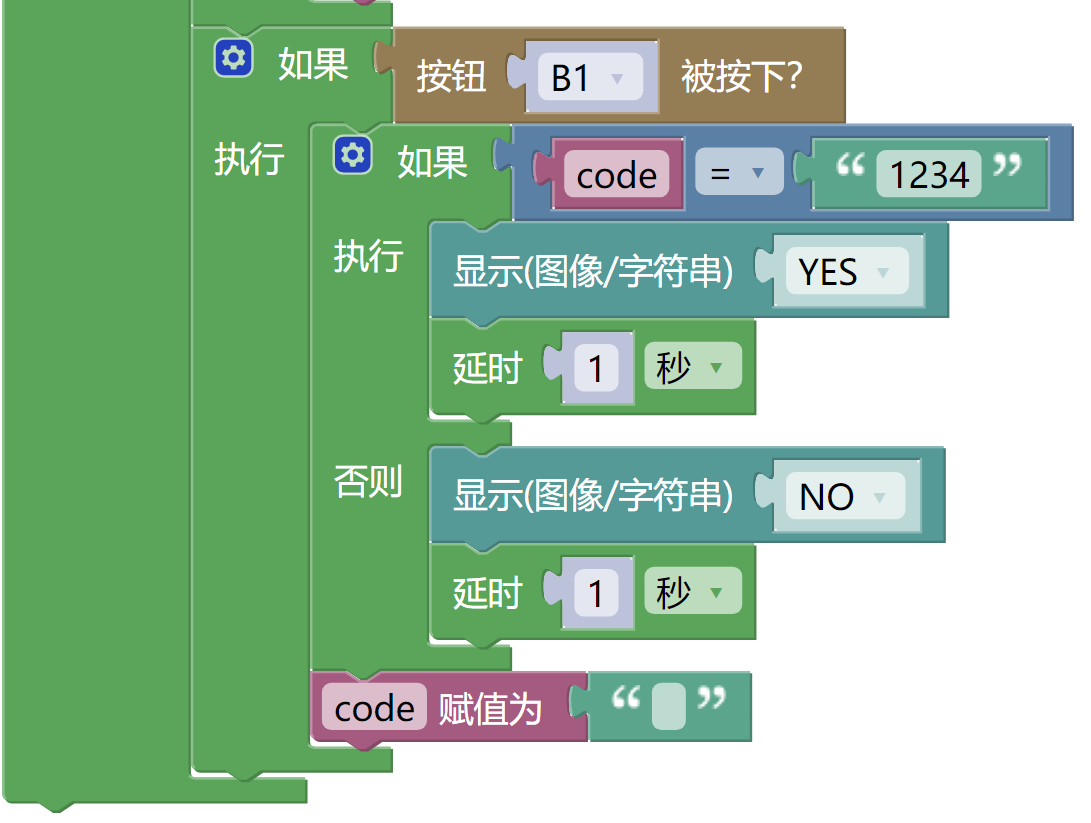 如果 按钮 B1 被按下?
执行 如果 code = “ 1234 ”
执行 显示(图像/字符串) YES
延时 1 秒
否则 显示(图像/字符串) NO
延时 1 秒
code 赋值为 “ ”